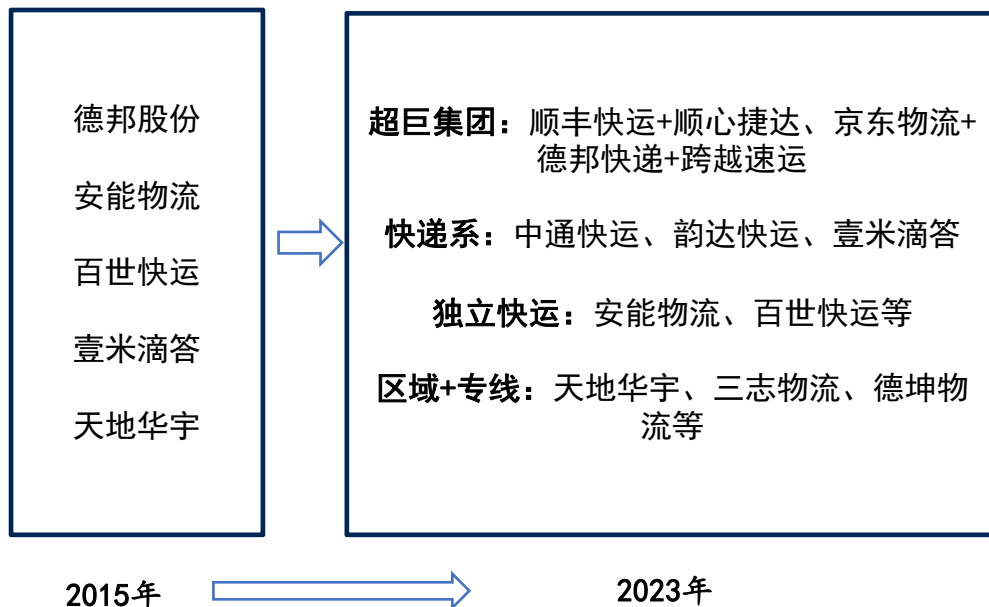 德邦股份
安能物流
百世快运
壹米滴答
天地华宇
超巨集团：顺丰快运+顺心捷达、京东物流+
德邦快递+跨越速运
快递系：中通快运、韵达快运、壹米滴答
独立快运：安能物流、百世快运等
区域+专线：天地华宇、三志物流、德坤物
流等
2015年
2023年